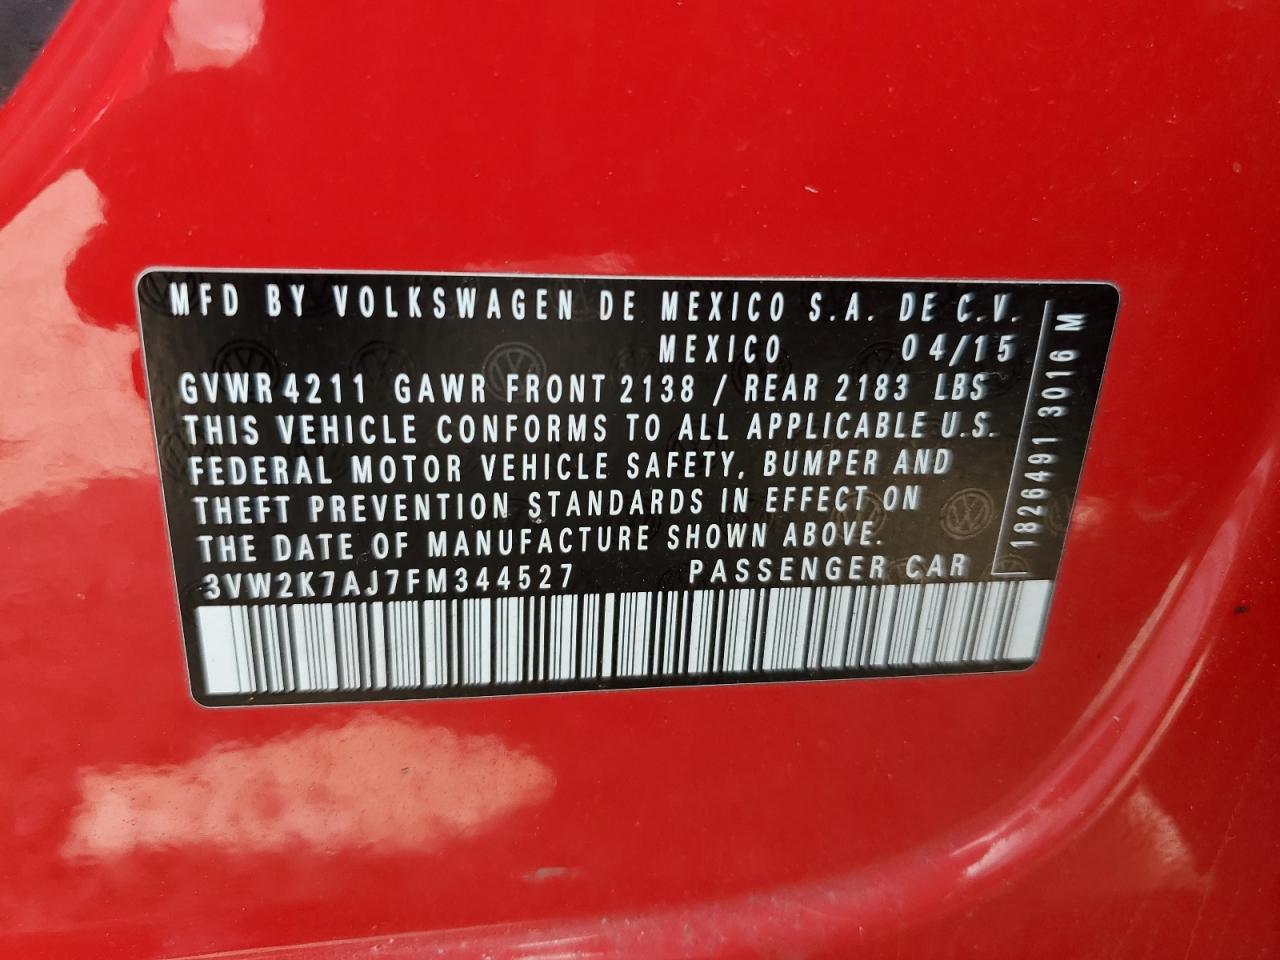 MFD BY VOLKSWAGEN DE MEXICO S.A. DE C.V.
MEXICO 04/15
GVWR 4211 GAWR FRONT 2138 / REAR 2183 LBS
THIS VEHICLE CONFORMS TO ALL APPLICABLE U.S.
FEDERAL MOTOR VEHICLE SAFETY, BUMPER AND
THEFT PREVENTION STANDARDS IN EFFECT ON
THE DATE OF MANUFACTURE SHOWN ABOVE.
3VW2K7AJ7FM344527 PASSENGER CAR
1826491 3016 M